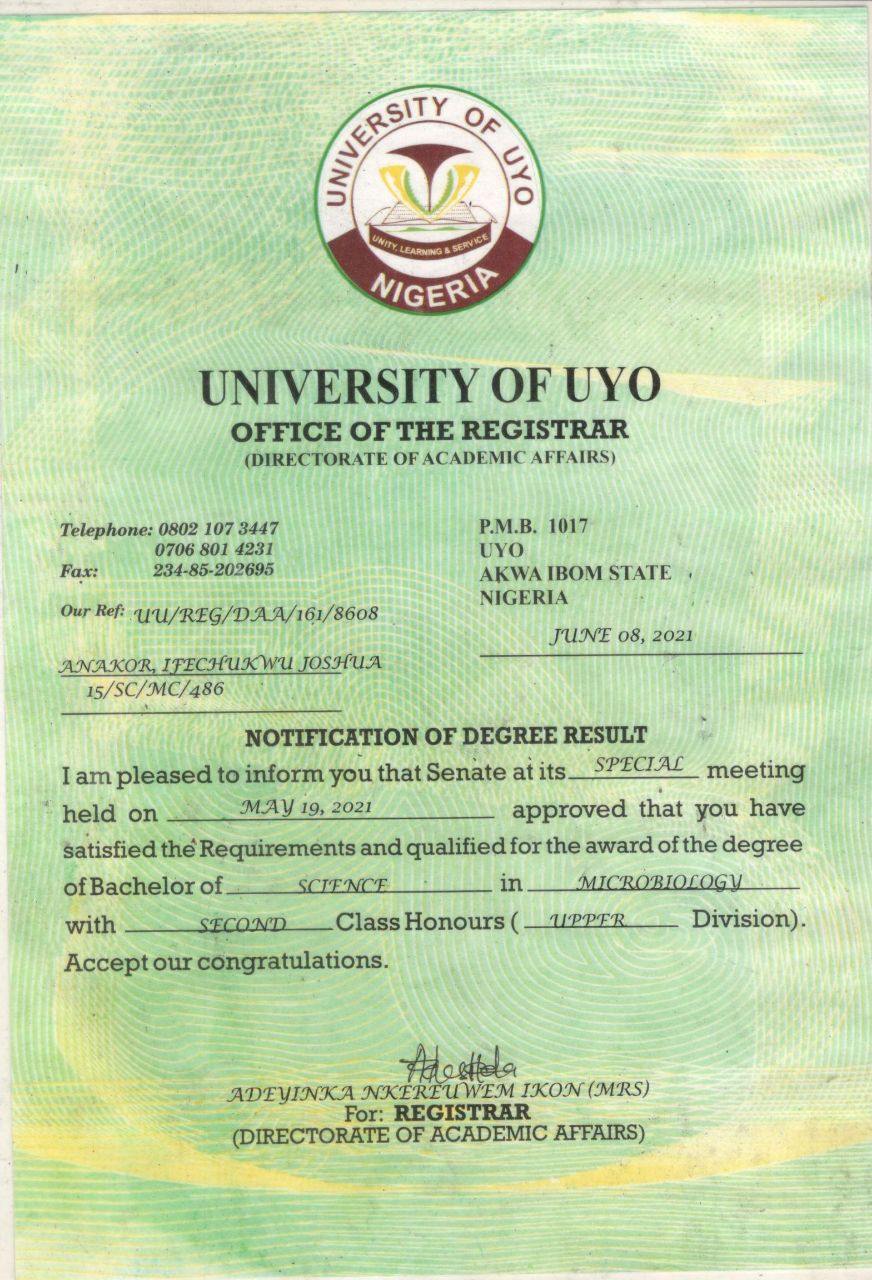 UNIVERSITY OF UYO
UNITY, LEARNING & SERVICE
NIGERIA
UNIVERSITY OF UYO
OFFICE OF THE REGISTRAR
(DIRECTORATE OF ACADEMIC AFFAIRS)
Telephone: 0802 107 3447
0706 801 4231
Fax: 234-85-202695
P.M.B. 1017
UYO
AKWA IBOM STATE
NIGERIA
Our Ref: UU/REG/DAA/161/8608
JUNE 08, 2021
ANAKOR, IFECHUKWU JOSHUA
15/SC/MC/486
NOTIFICATION OF DEGREE RESULT
I am pleased to inform you that Senate at its SPECIAL meeting
held on MAY 19, 2021 approved that you have
satisfied the Requirements and qualified for the award of the degree
of Bachelor of SCIENCE in MICROBIOLOGY
with SECOND Class Honours ( UPPER Division).
Accept our congratulations.
ADEYINKA NKEREUWEM IKON (MRS)
For: REGISTRAR
(DIRECTORATE OF ACADEMIC AFFAIRS)